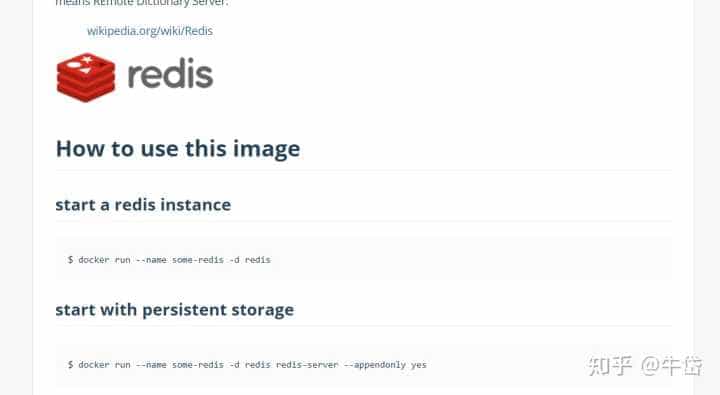 means REmote DIctionary Server.
wikipedia.org/wiki/Redis
redis
How to use this image
start a redis instance
$ docker run --name some-redis -d redis
start with persistent storage
$ docker run --name some-redis -d redis redis-server --appendonly yes
知乎 @牛岱